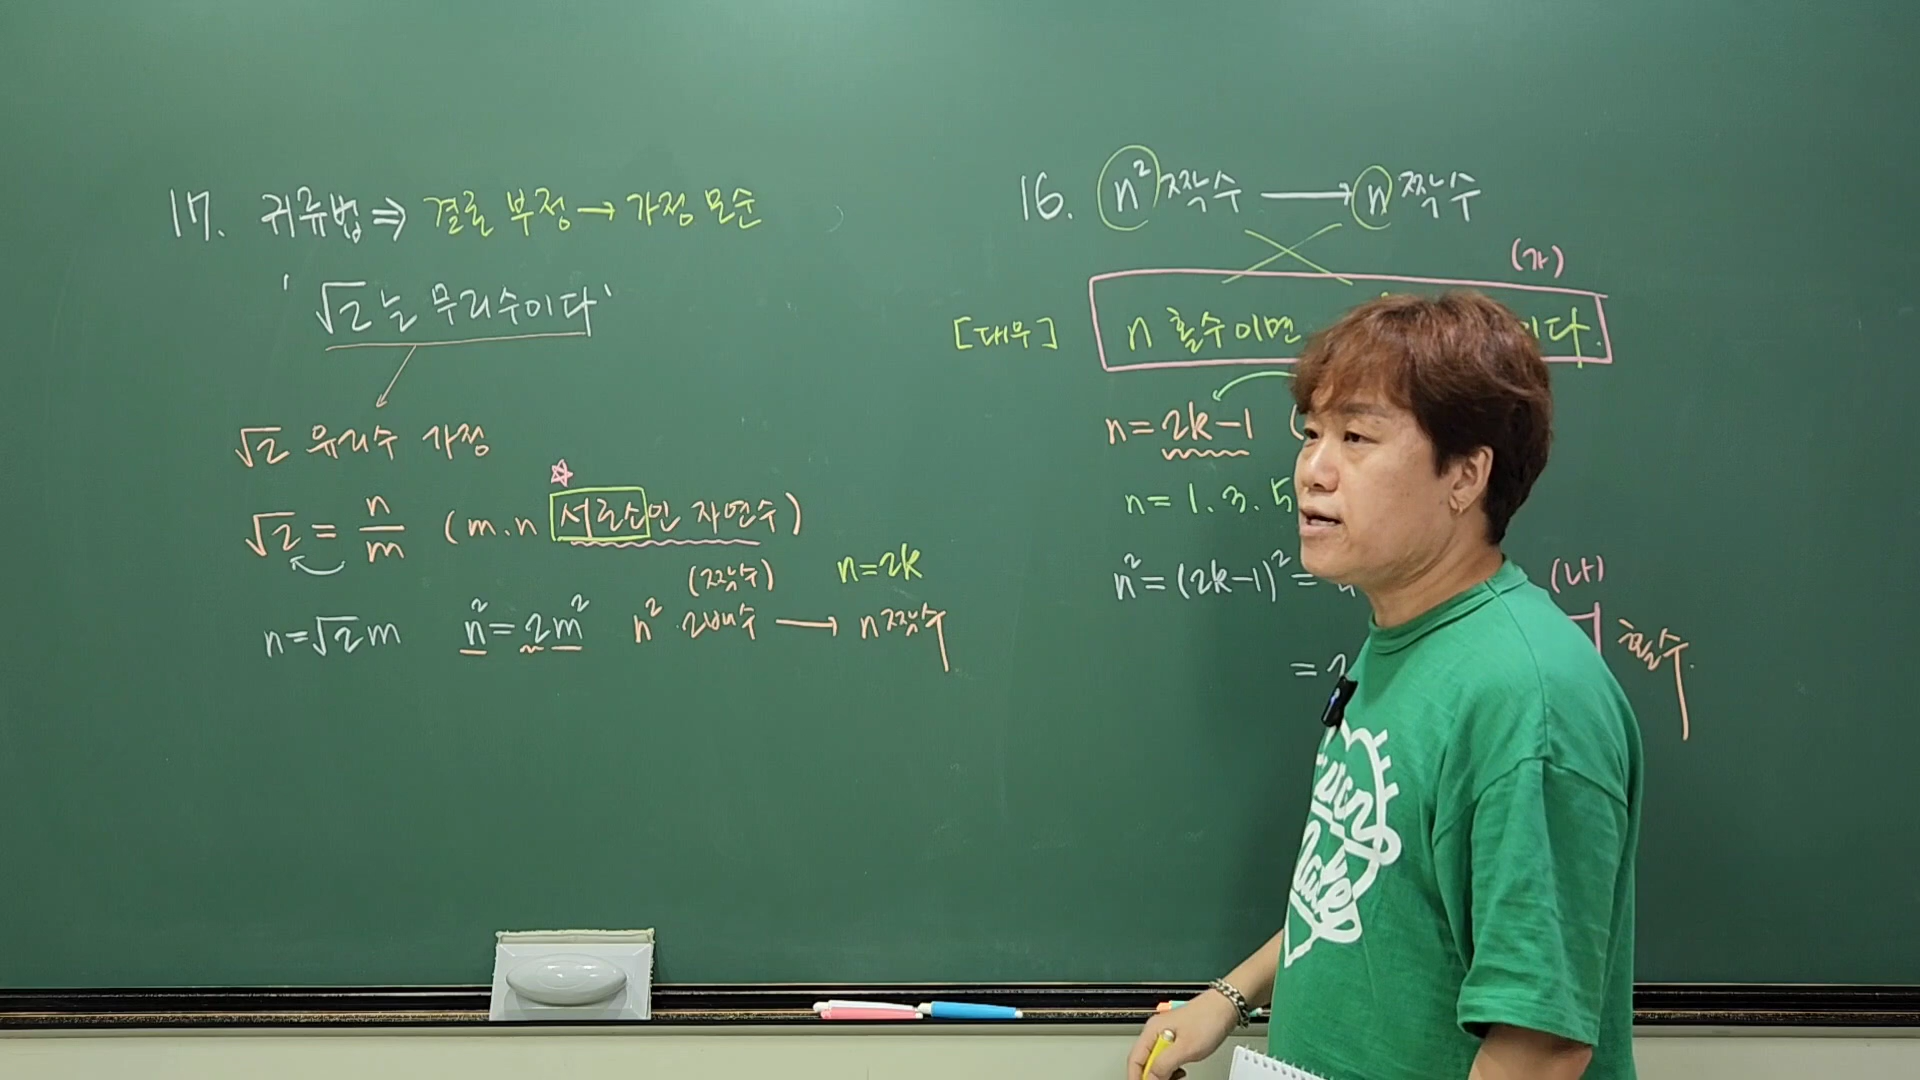 17. 귀류법 ⇒ 결론 부정 → 가정 모순
'√2는 무리수이다'
√2 유리수 가정
√2 = n/m (m.n 서로소인 자연수)
n=√2m n²=2m² n² 2배수 (짝수) → n 짝수
n=2k
16. n² 짝수 → n 짝수
(가)
[대우] n 홀수이면 이다.
n=2k-1 (
n=1.3.5
n²=(2k-1)²=4
(나)
=2
홀수.